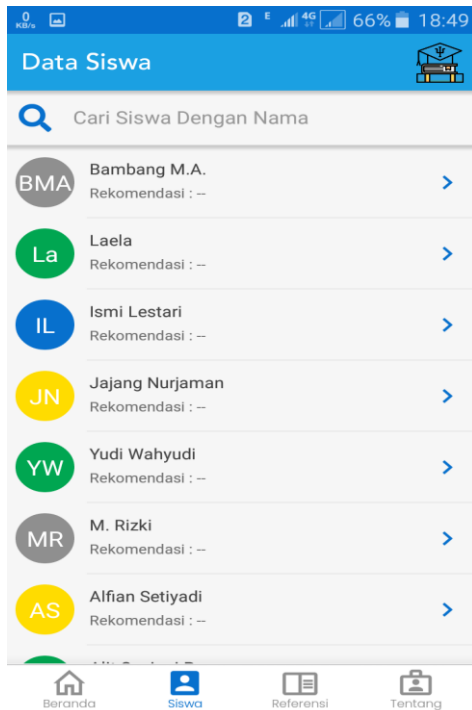 0
KB/s
2 E 4G 66% 18:49
Data Siswa
Cari Siswa Dengan Nama
BMA
Bambang M.A.
Rekomendasi : --
La
Laela
Rekomendasi : --
IL
Ismi Lestari
Rekomendasi : --
JN
Jajang Nurjaman
Rekomendasi : --
YW
Yudi Wahyudi
Rekomendasi : --
MR
M. Rizki
Rekomendasi : --
AS
Alfian Setiyadi
Rekomendasi : --
Beranda
Siswa
Referensi
Tentang